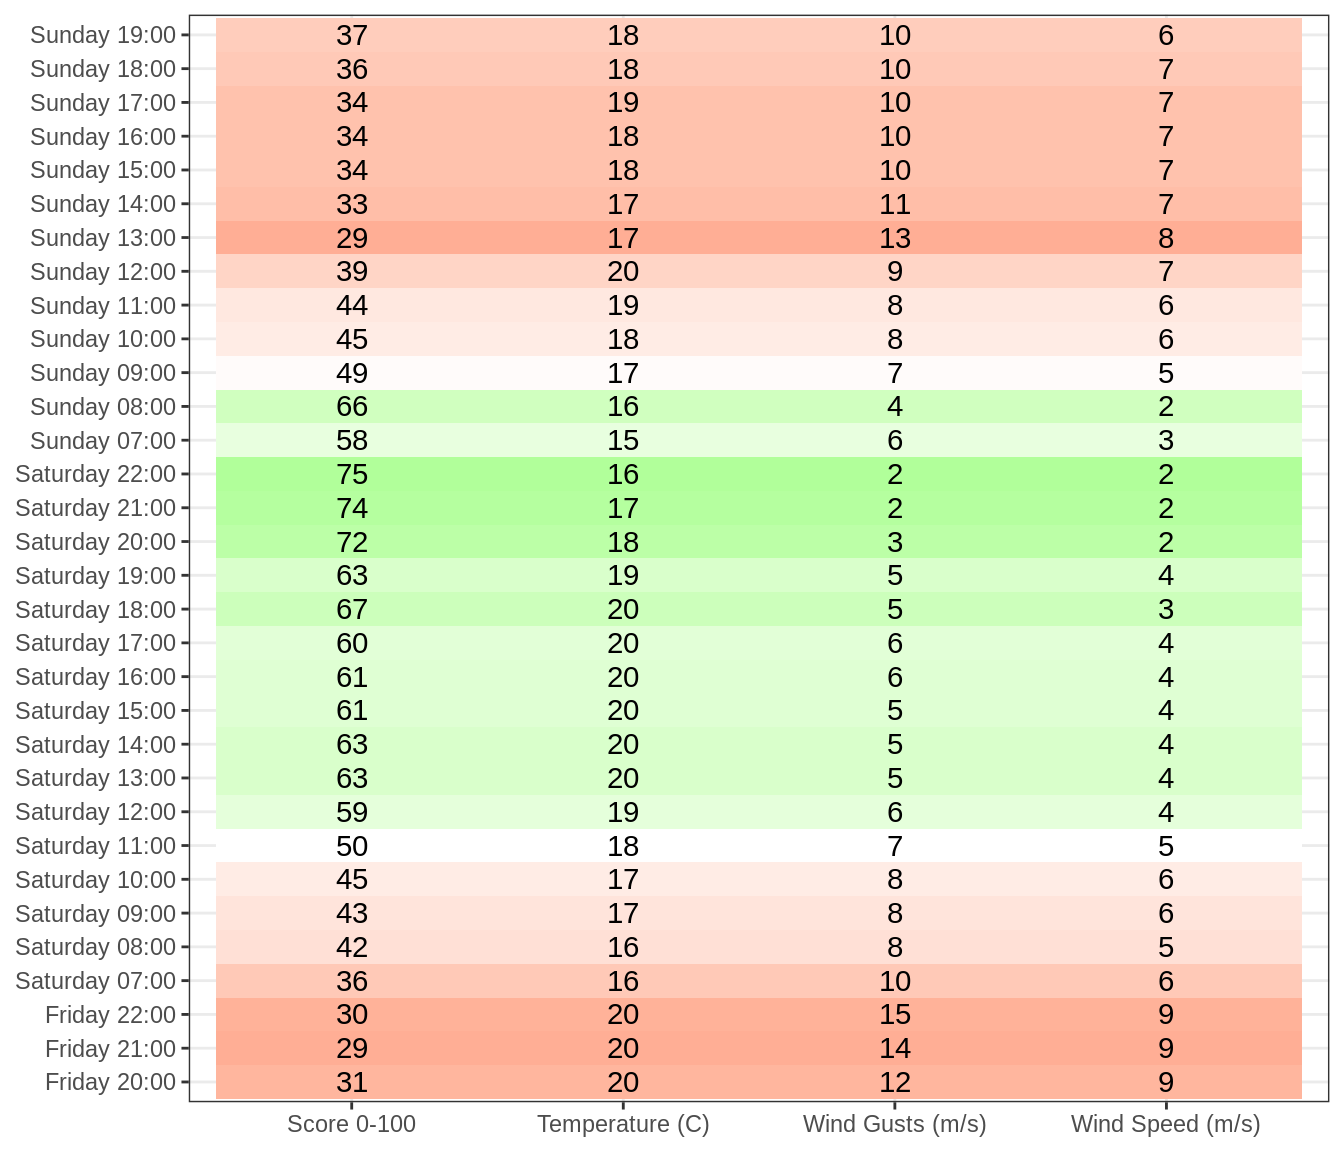 Sunday 19:00 37 18 10 6
Sunday 18:00 36 18 10 7
Sunday 17:00 34 19 10 7
Sunday 16:00 34 18 10 7
Sunday 15:00 34 18 10 7
Sunday 14:00 33 17 11 7
Sunday 13:00 29 17 13 8
Sunday 12:00 39 20 9 7
Sunday 11:00 44 19 8 6
Sunday 10:00 45 18 8 6
Sunday 09:00 49 17 7 5
Sunday 08:00 66 16 4 2
Sunday 07:00 58 15 6 3
Saturday 22:00 75 16 2 2
Saturday 21:00 74 17 2 2
Saturday 20:00 72 18 3 2
Saturday 19:00 63 19 5 4
Saturday 18:00 67 20 5 3
Saturday 17:00 60 20 6 4
Saturday 16:00 61 20 6 4
Saturday 15:00 61 20 5 4
Saturday 14:00 63 20 5 4
Saturday 13:00 63 20 5 4
Saturday 12:00 59 19 6 4
Saturday 11:00 50 18 7 5
Saturday 10:00 45 17 8 6
Saturday 09:00 43 17 8 6
Saturday 08:00 42 16 8 5
Saturday 07:00 36 16 10 6
Friday 22:00 30 20 15 9
Friday 21:00 29 20 14 9
Friday 20:00 31 20 12 9
Score 0-100 Temperature (C) Wind Gusts (m/s) Wind Speed (m/s)